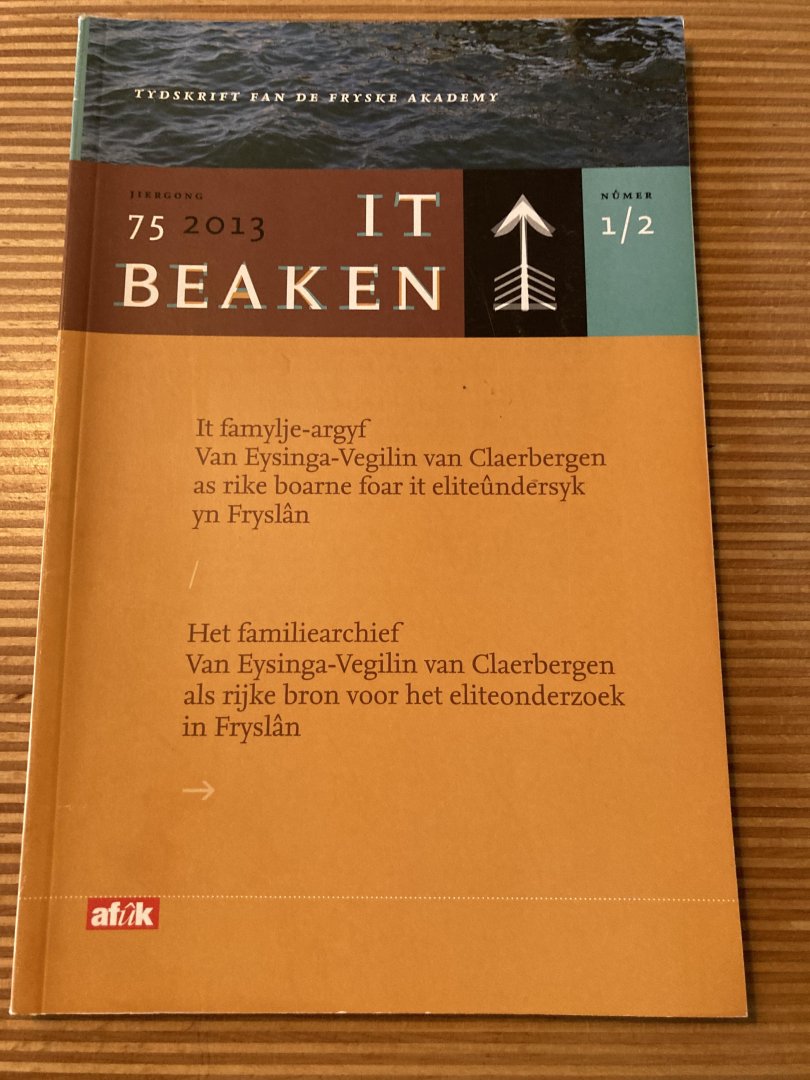 TYDSKRIFT FAN DE FRYSKE AKADEMY
JIERGONG
75 2013
IT
BEAKEN
NÛMER
1/2
It famylje-argyf
Van Eysinga-Vegilin van Claerbergen
as rike boarne foar it eliteûndersyk
yn Fryslân
/
Het familiearchief
Van Eysinga-Vegilin van Claerbergen
als rijke bron voor het eliteonderzoek
in Fryslân
→
afûk